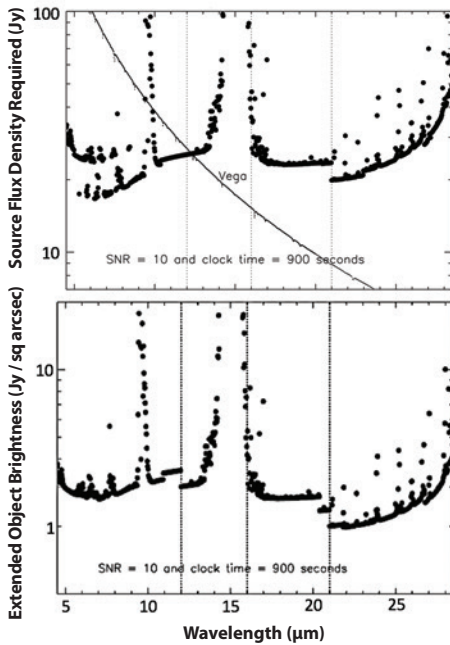 Source Flux Density Required (Jy)
100
10
Vega
SNR = 10 and clock time = 900 seconds
Extended Object Brightness (Jy / sq arcsec)
10
1
SNR = 10 and clock time = 900 seconds
5 10 15 20 25
Wavelength (μm)